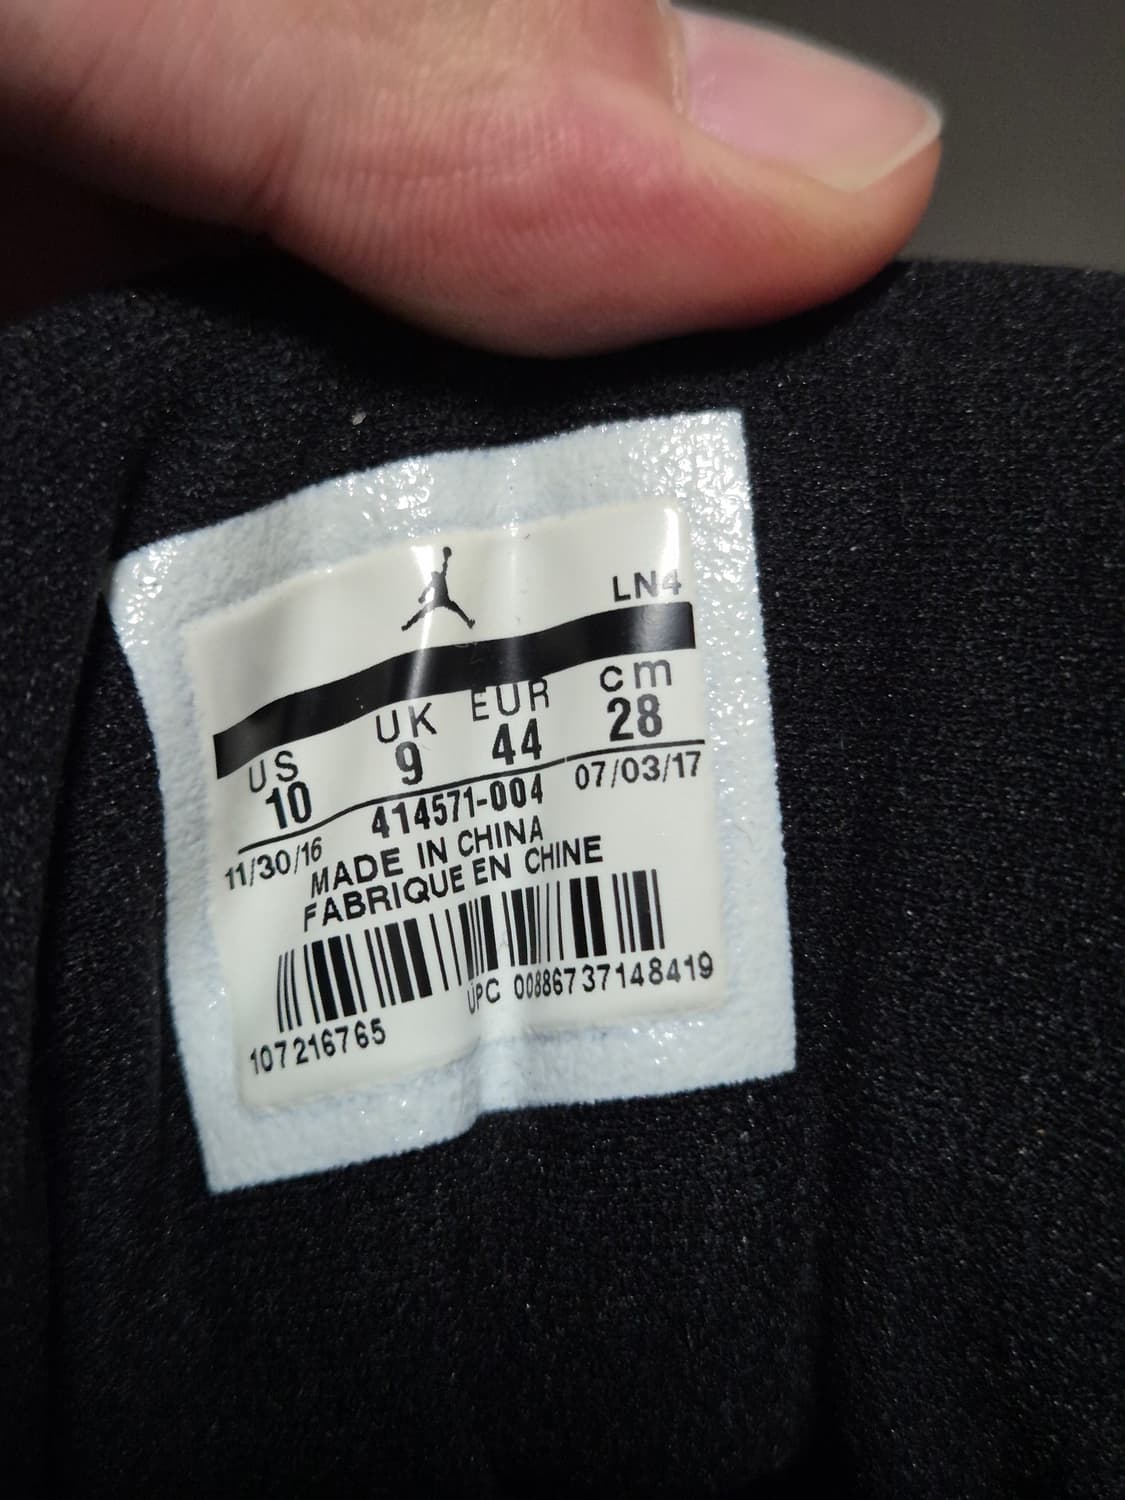 LN4
US UK EUR cm
10 9 44 28
11/30/16 414571-004 07/03/17
MADE IN CHINA
FABRIQUE EN CHINE
107216765 UPC 00886737148419